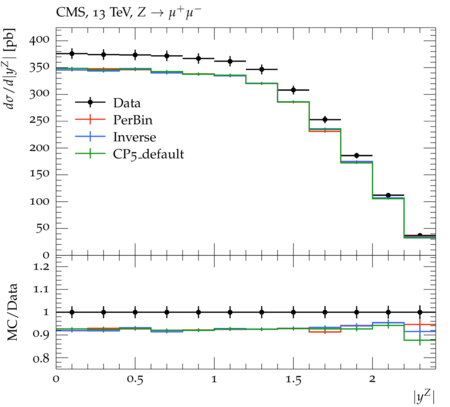 CMS, 13 TeV, Z → μ⁺μ⁻
dσ/d|y^Z| [pb]
400
350
300
250
200
150
100
50
0
Data
PerBin
Inverse
CP5_default
MC/Data
1.2
1.1
1
0.9
0.8
0 0.5 1 1.5 2
|y^Z|